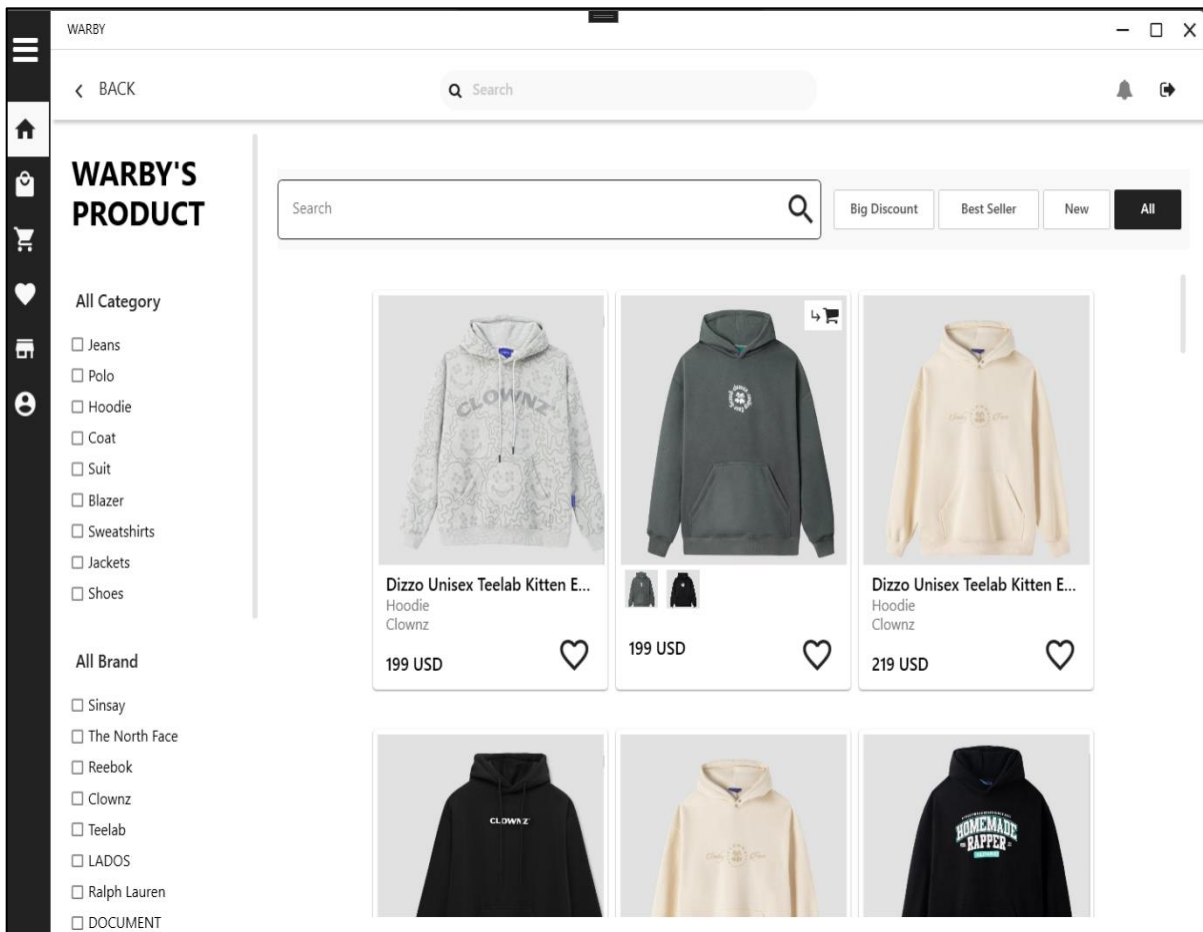 WARBY
BACK
Search
WARBY'S
PRODUCT
Search
Big Discount
Best Seller
New
All
All Category
Jeans
Polo
Hoodie
Coat
Suit
Blazer
Sweatshirts
Jackets
Shoes
All Brand
Sinsay
The North Face
Reebok
Clownz
Teelab
LADOS
Ralph Lauren
DOCUMENT
CLOWNZ
Dizzo Unisex Teelab Kitten E...
Hoodie
Clownz
199 USD
199 USD
Dizzo Unisex Teelab Kitten E...
Hoodie
Clownz
219 USD
CLOWNZ
HOMEMADE
RAPPER